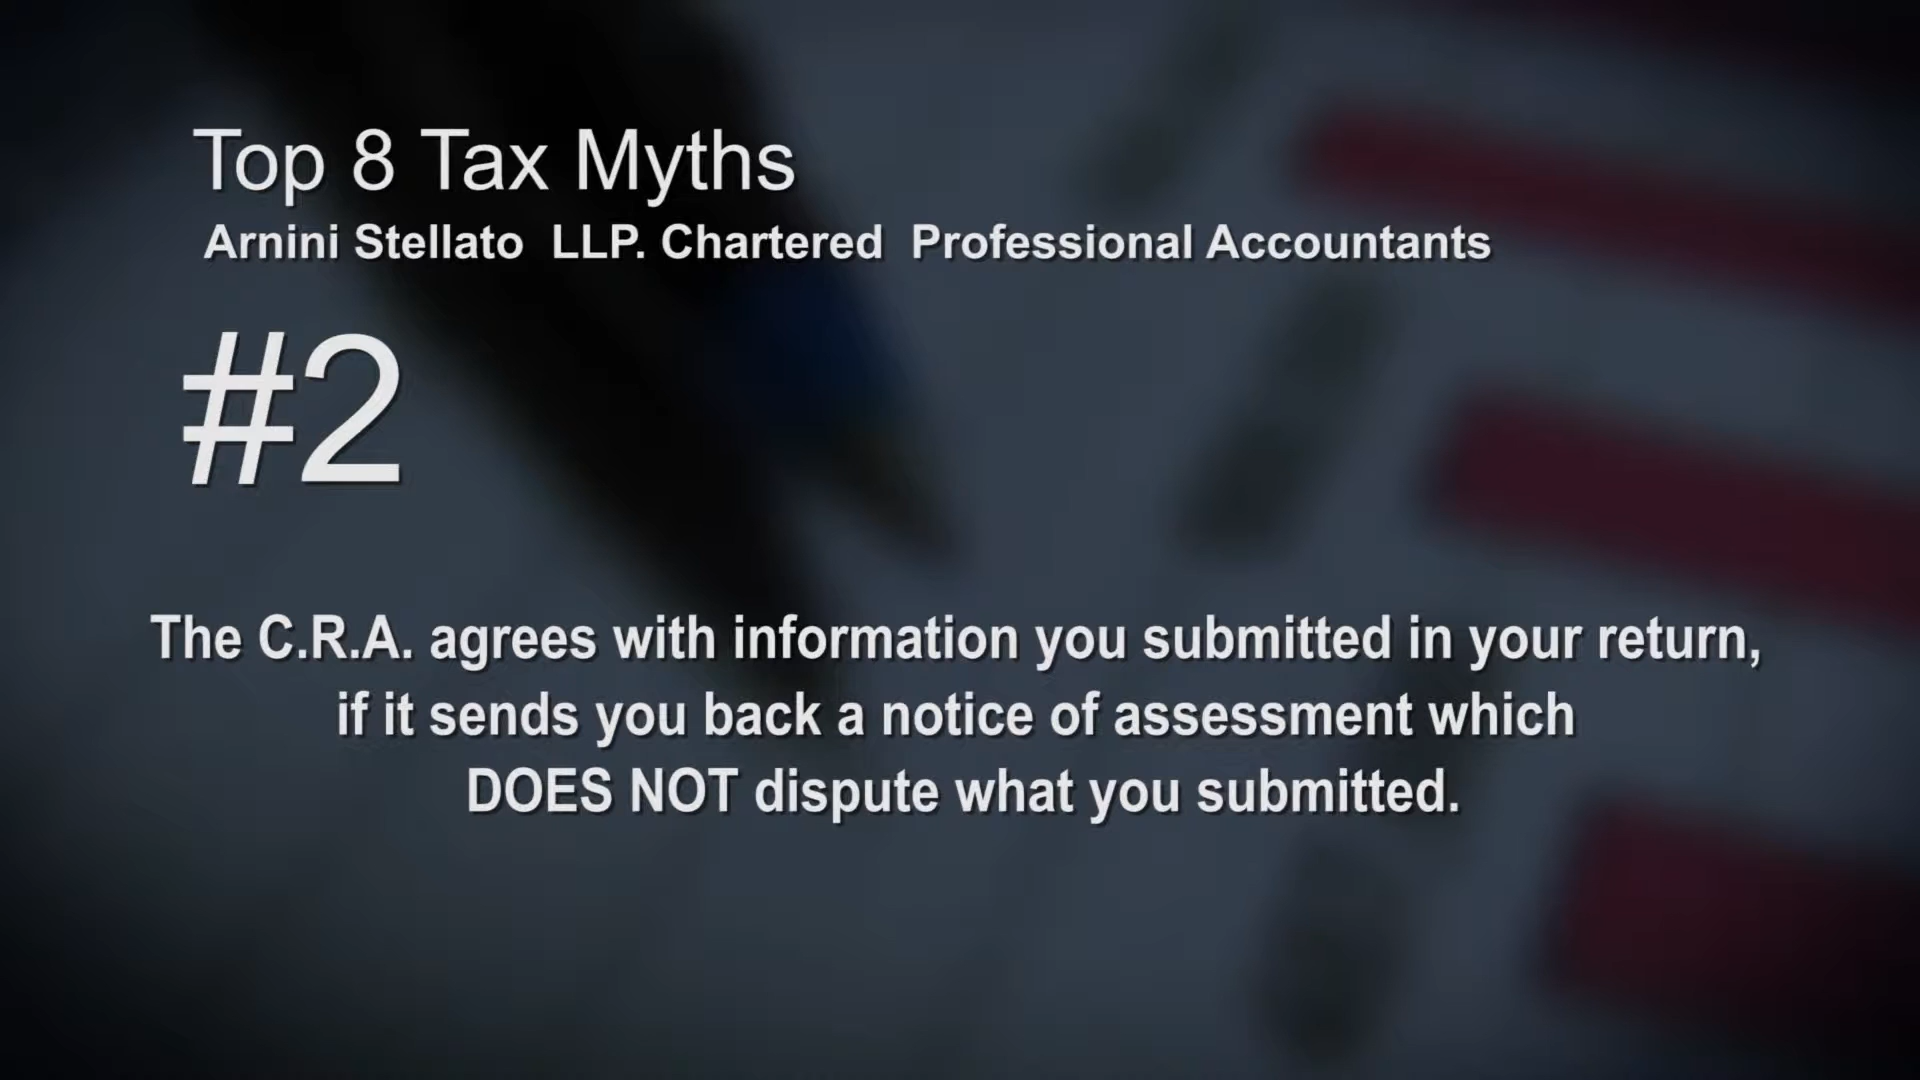 Top 8 Tax Myths
Arnini Stellato LLP. Chartered Professional Accountants
#2
The C.R.A. agrees with information you submitted in your return,
if it sends you back a notice of assessment which
DOES NOT dispute what you submitted.